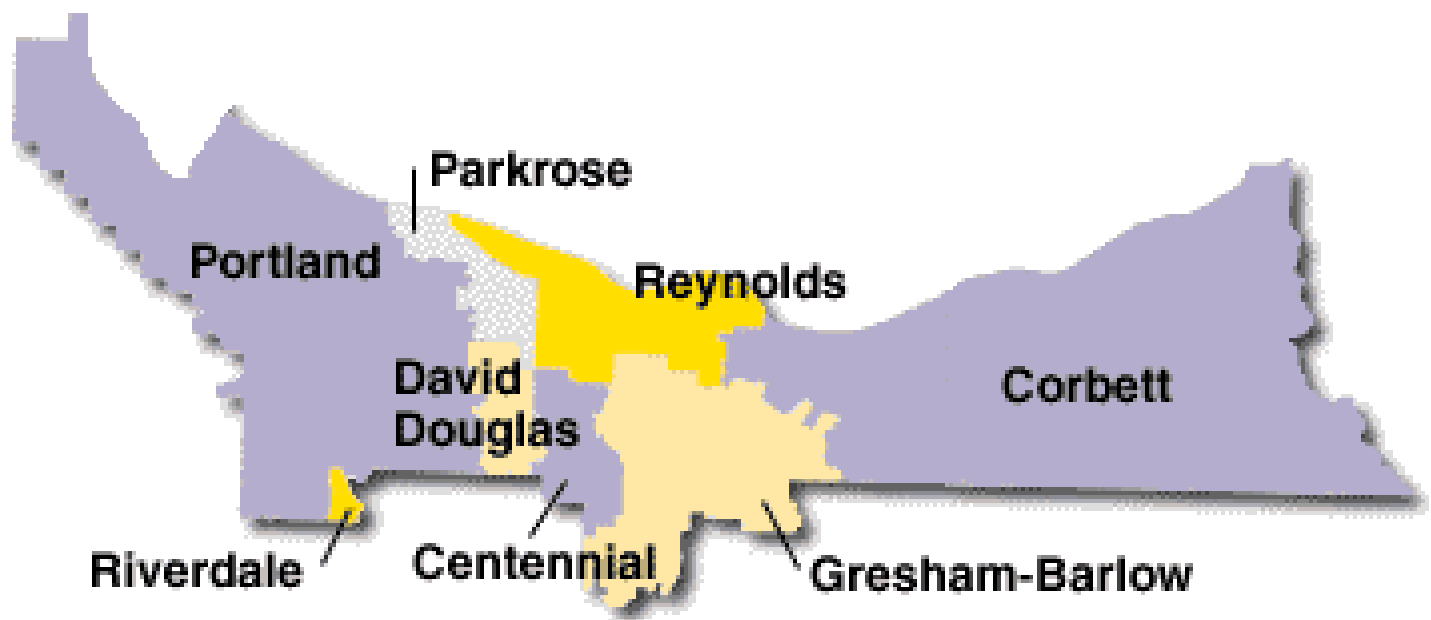 Parkrose
Portland
Reynolds
David
Douglas
Corbett
Riverdale
Centennial
Gresham-Barlow